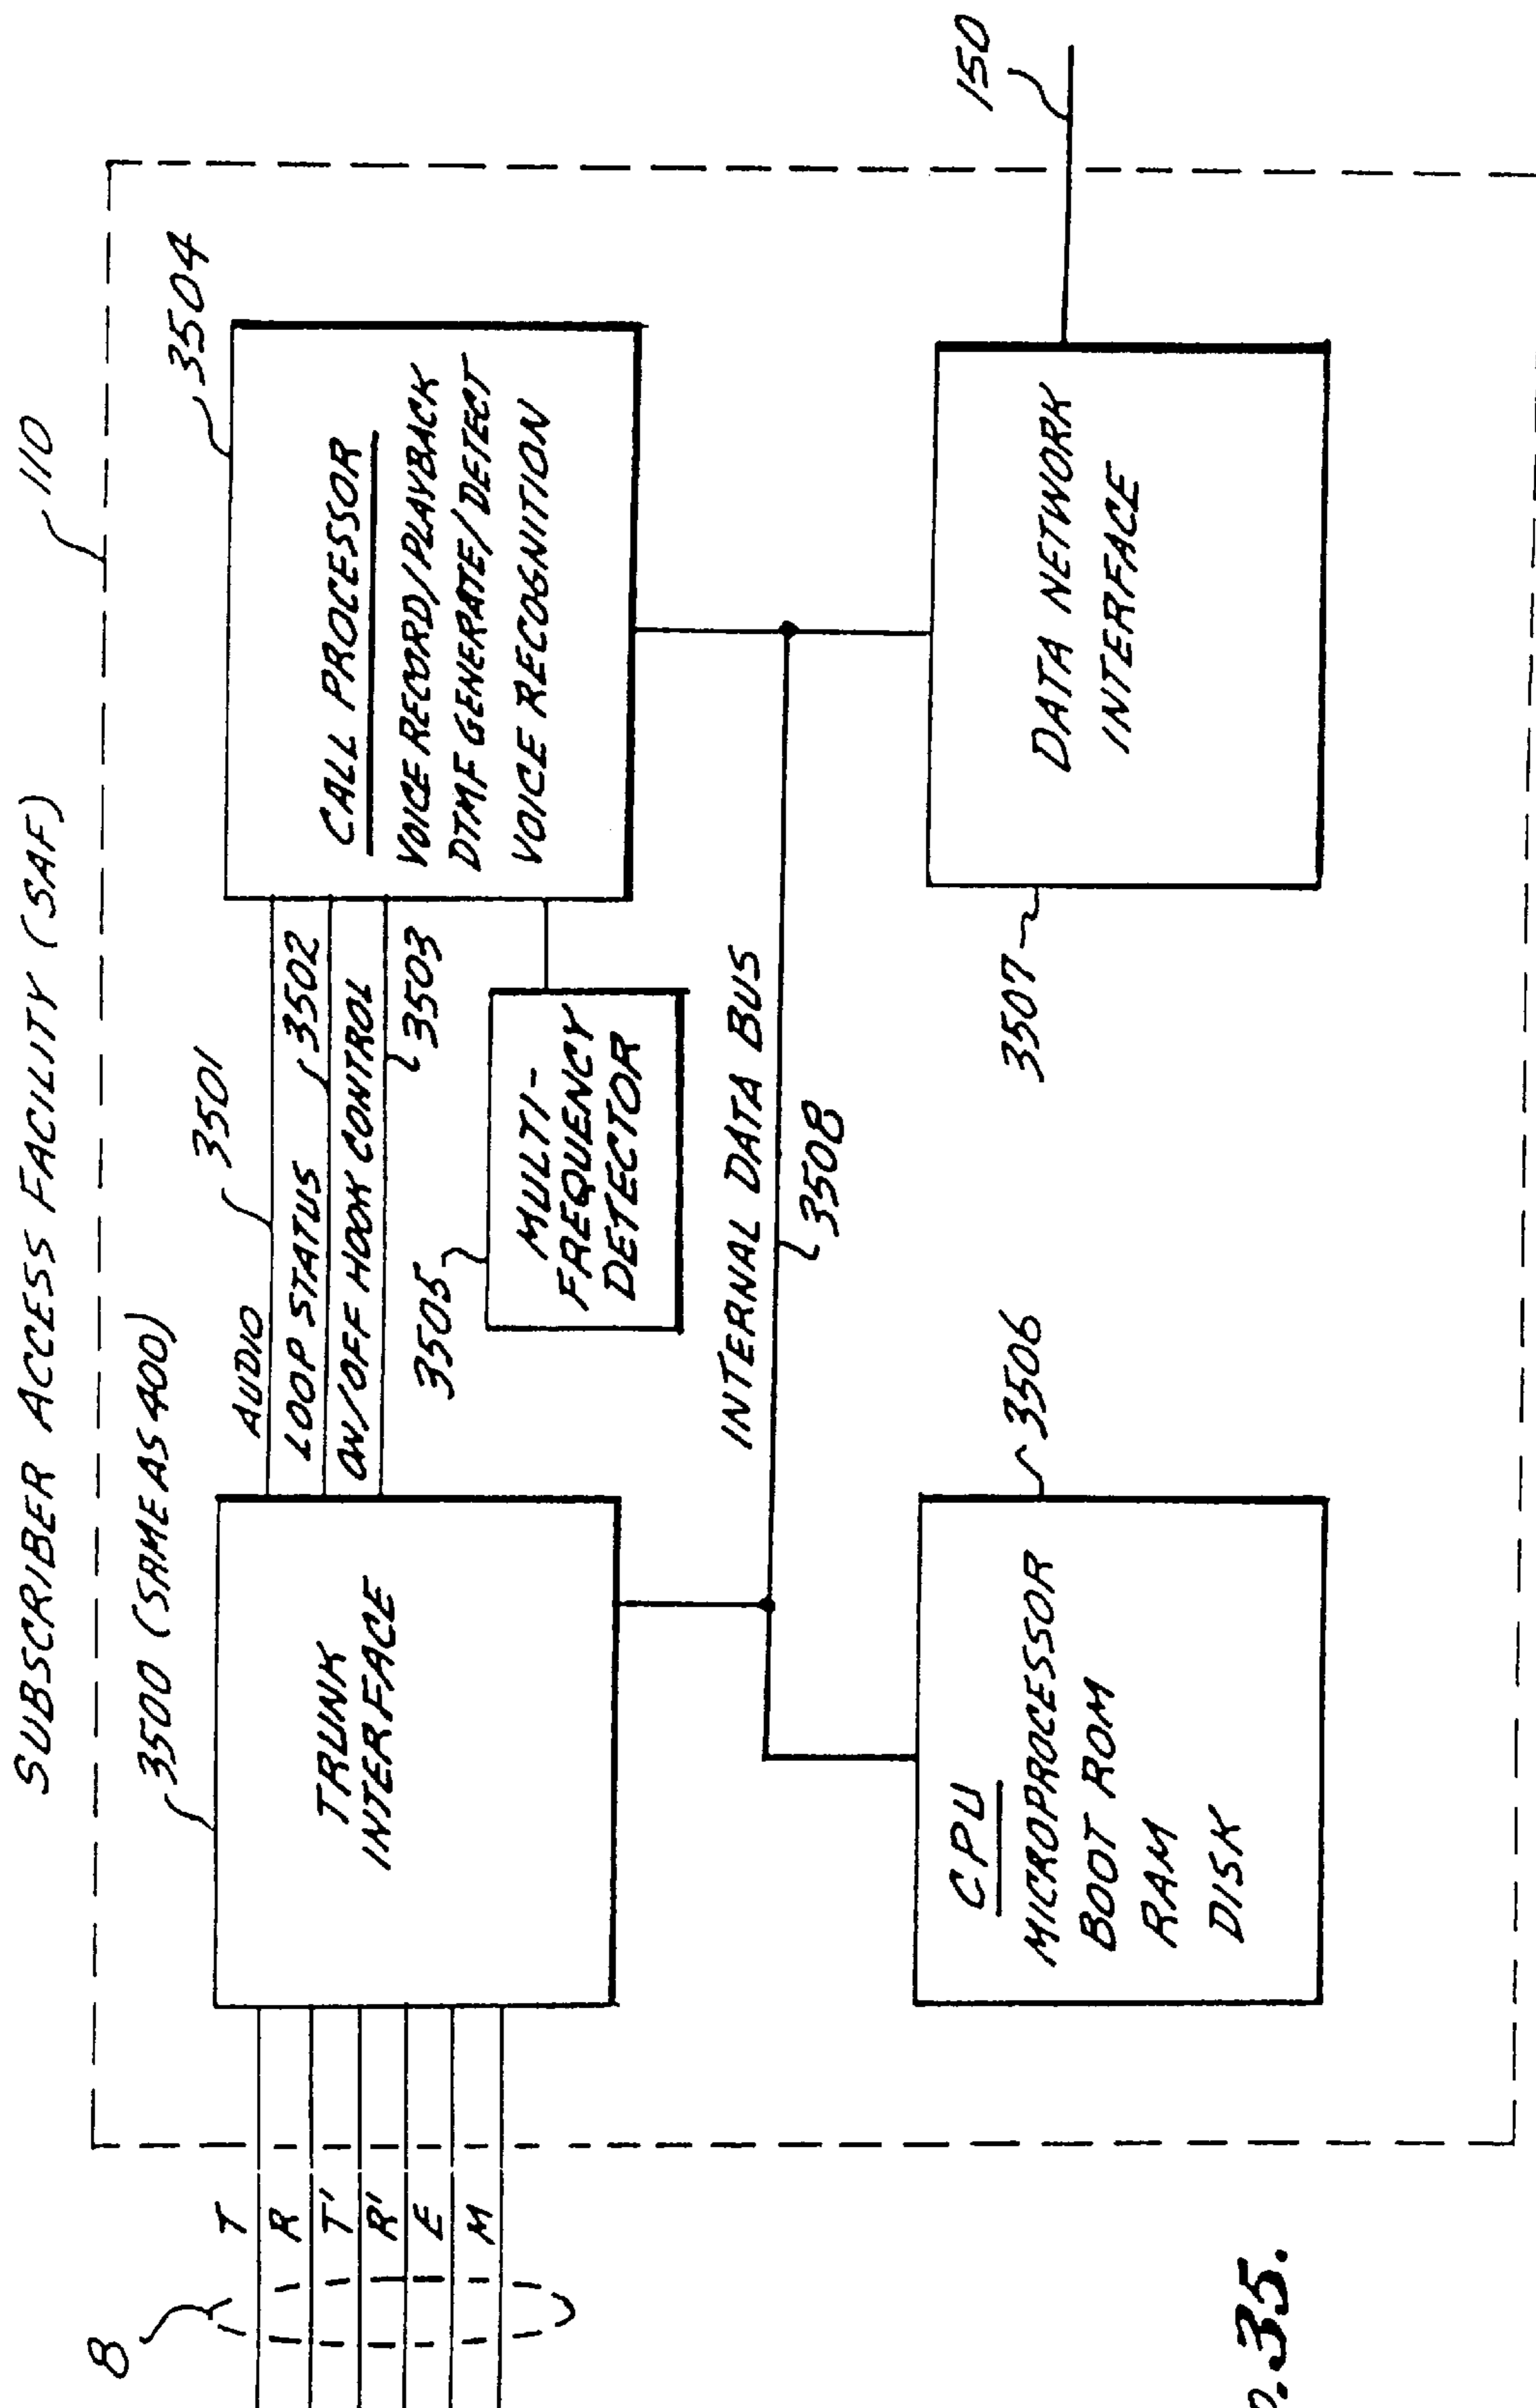 SUBSCRIBER ACCESS FACILITY (SAF)
110
8
T
R
T'
R'
E
M
3500 (SAME AS 400)
TRUNK
INTERFACE
AUDIO
3501
LOOP STATUS
3502
ON/OFF HOOK CONTROL
3503
3504
CALL PROCESSOR
VOICE RECORD/PLAYBACK
DTMF GENERATE/DETECT
VOICE RECOGNITION
3505
MULTI-
FREQUENCY
DETECTOR
INTERNAL DATA BUS
3508
3506
CPU
MICROPROCESSOR
BOOT ROM
RAM
DISK
3507
DATA NETWORK
INTERFACE
150
.35.